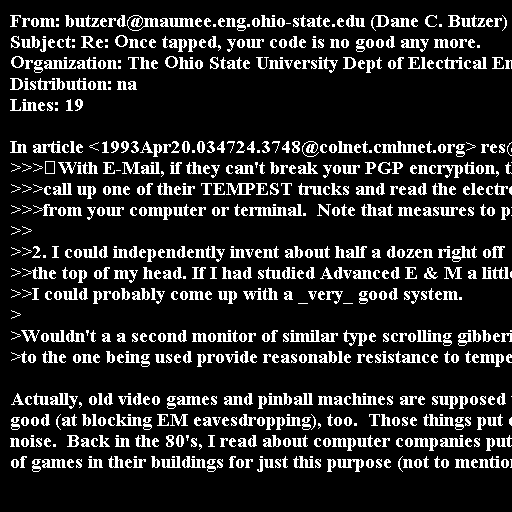 From: butzerd@maumee.eng.ohio-state.edu (Dane C. Butzer)
Subject: Re: Once tapped, your code is no good any more.
Organization: The Ohio State University Dept of Electrical En
Distribution: na
Lines: 19

In article <1993Apr20.034724.3748@colnet.cmhnet.org> res@
>>>□With E-Mail, if they can't break your PGP encryption, t
>>>call up one of their TEMPEST trucks and read the electro
>>>from your computer or terminal.  Note that measures to p
>>
>>2. I could independently invent about half a dozen right off
>>the top of my head. If I had studied Advanced E & M a little
>>I could probably come up with a _very_ good system.
>
>Wouldn't a a second monitor of similar type scrolling gibberi
>to the one being used provide reasonable resistance to tempe

Actually, old video games and pinball machines are supposed
good (at blocking EM eavesdropping), too.  Those things put
noise.  Back in the 80's, I read about computer companies put
of games in their buildings for just this purpose (not to mention